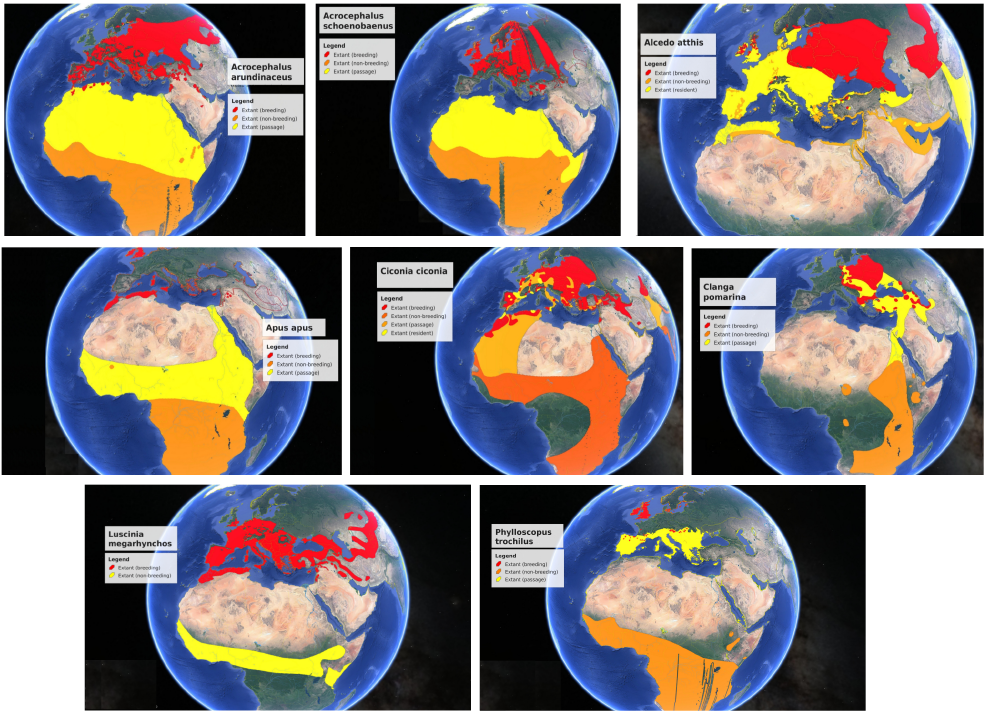 Acrocephalus
arundinaceus
Legend
Extant (breeding)
Extant (non-breeding)
Extant (passage)
Acrocephalus
schoenobaenus
Legend
Extant (breeding)
Extant (non-breeding)
Extant (passage)
Alcedo atthis
Legend
Extant (breeding)
Extant (non-breeding)
Extant (resident)
Apus apus
Legend
Extant (breeding)
Extant (non-breeding)
Extant (passage)
Ciconia ciconia
Legend
Extant (breeding)
Extant (non-breeding)
Extant (passage)
Extant (resident)
Clanga
pomarina
Legend
Extant (breeding)
Extant (non-breeding)
Extant (passage)
Luscinia
megarhynchos
Legend
Extant (breeding)
Extant (non-breeding)
Phylloscopus
trochilus
Legend
Extant (breeding)
Extant (non-breeding)
Extant (passage)